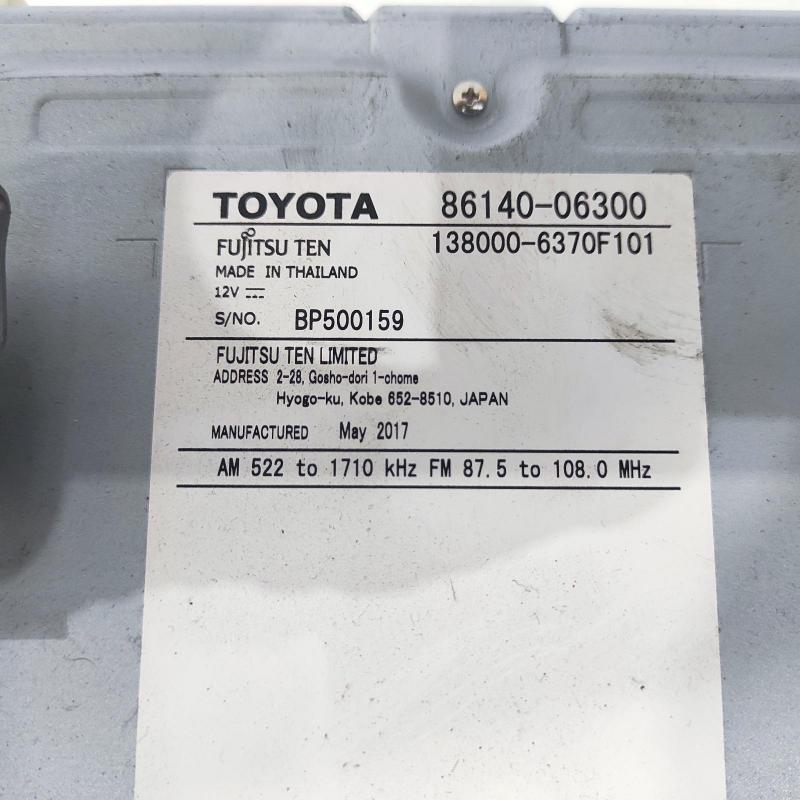 TOYOTA 86140-06300
FUJITSU TEN 138000-6370F101
MADE IN THAILAND
12V
S/NO. BP500159
FUJITSU TEN LIMITED
ADDRESS 2-28, Gosho-dori 1-chome
Hyogo-ku, Kobe 652-8510, JAPAN
MANUFACTURED May 2017
AM 522 to 1710 kHz FM 87.5 to 108.0 MHz